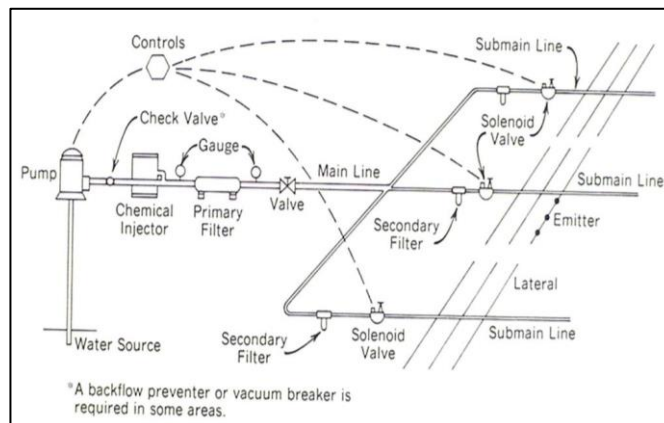 Controls
Submain Line
Check Valve*
Gauge
Solenoid
Valve
Pump
Main Line
Submain Line
Chemical
Injector
Primary
Filter
Valve
Secondary
Filter
Emitter
Lateral
Water Source
Secondary
Filter
Solenoid
Valve
Submain Line
*A backflow preventer or vacuum breaker is
required in some areas.